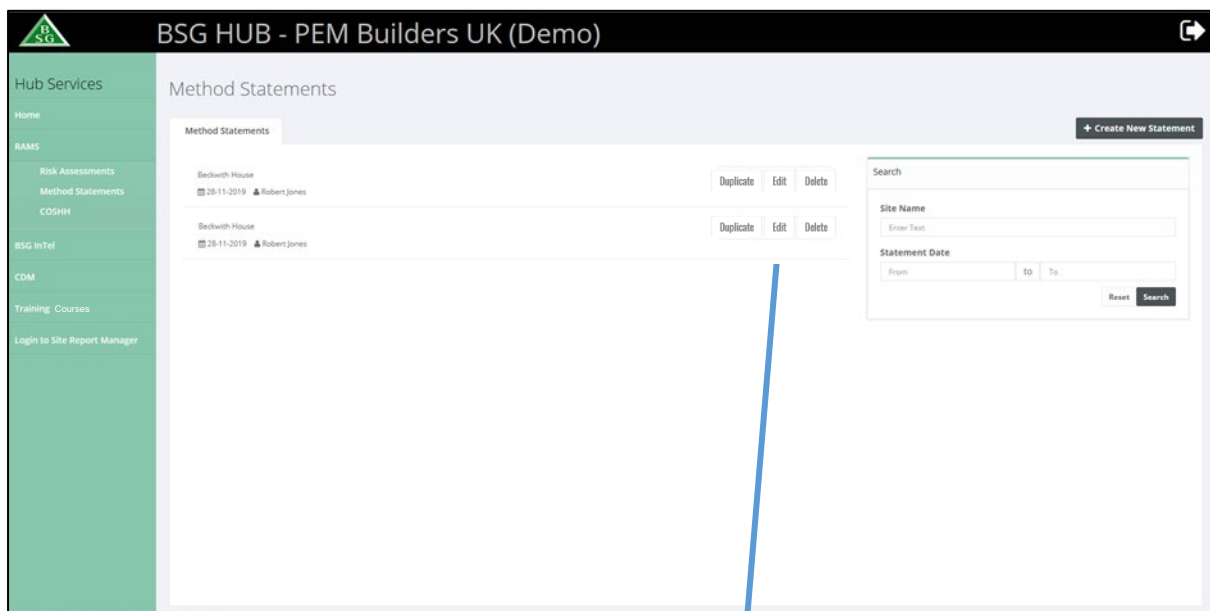 BSG
BSG HUB - PEM Builders UK (Demo)
Hub Services
Home
RAMS
Risk Assessments
Method Statements
COSHH
BSG InTel
CDM
Training Courses
Login to Site Report Manager
Method Statements
Method Statements
+ Create New Statement
Beckwith House
28-11-2019 Robert Jones
Duplicate Edit Delete
Beckwith House
28-11-2019 Robert Jones
Duplicate Edit Delete
Search
Site Name
Enter Text
Statement Date
From to To
Reset Search